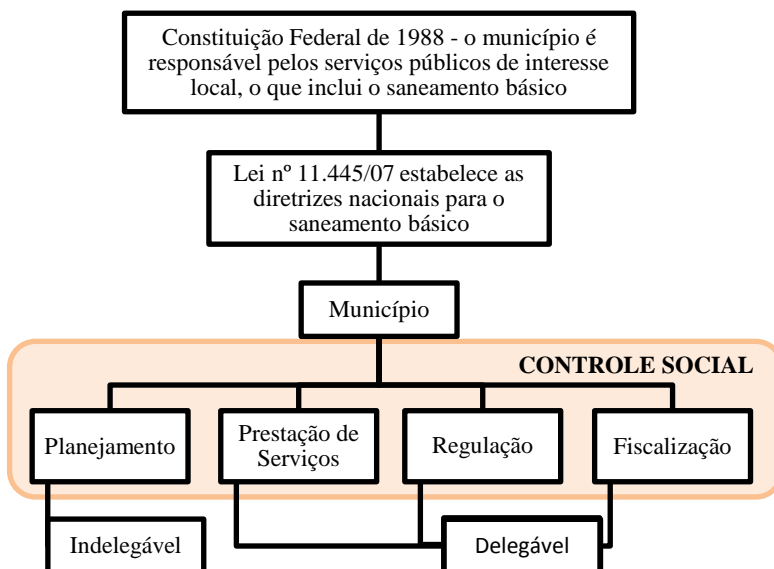 Constituição Federal de 1988 - o município é
responsável pelos serviços públicos de interesse
local, o que inclui o saneamento básico
Lei nº 11.445/07 estabelece as
diretrizes nacionais para o
saneamento básico
Município
CONTROLE SOCIAL
Planejamento
Prestação de
Serviços
Regulação
Fiscalização
Indelegável
Delegável